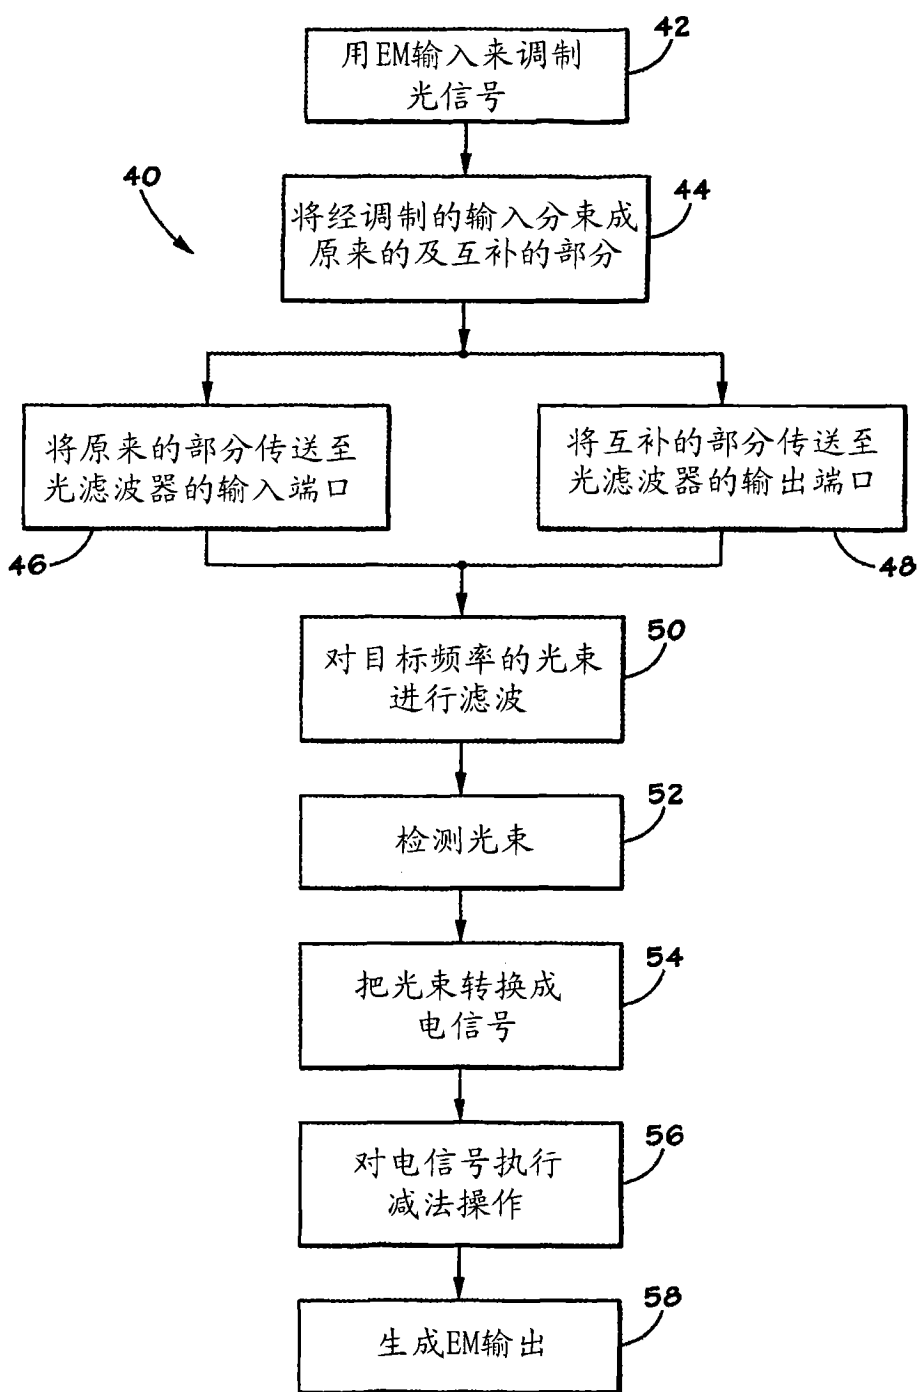 42
用EM输入来调制
光信号
40
44
将经调制的输入分束成
原来的及互补的部分
将原来的部分传送至
光滤波器的输入端口
46
将互补的部分传送至
光滤波器的输出端口
48
50
对目标频率的光束
进行滤波
52
检测光束
54
把光束转换成
电信号
56
对电信号执行
减法操作
58
生成EM输出